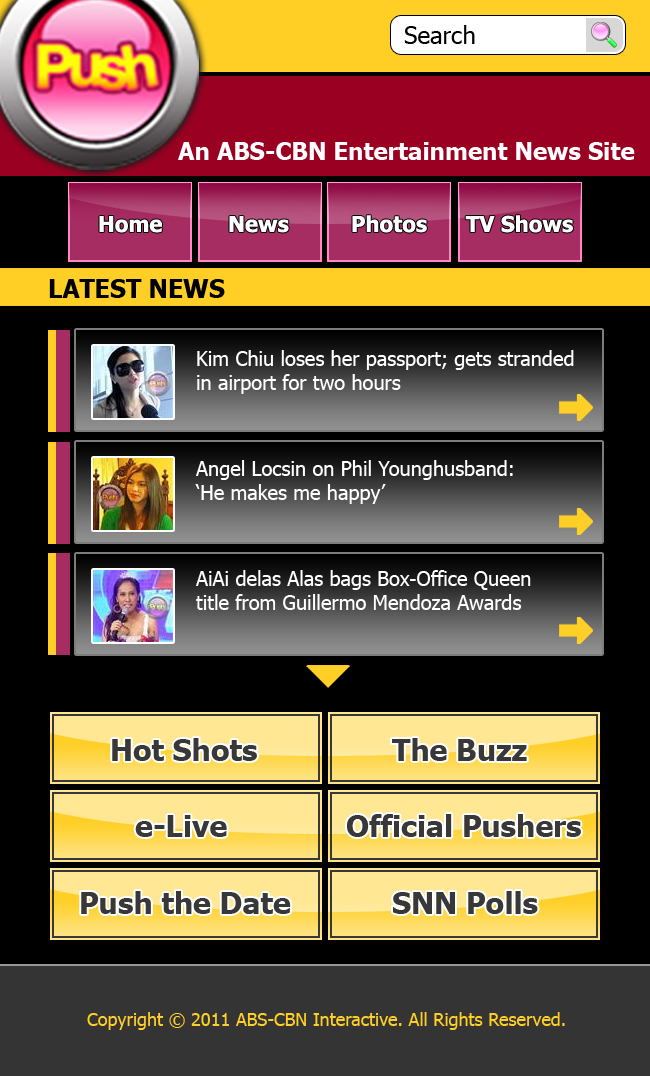 Push
Search
An ABS-CBN Entertainment News Site
Home
News
Photos
TV Shows
LATEST NEWS
Kim Chiu loses her passport; gets stranded
in airport for two hours
Angel Locsin on Phil Younghusband:
‘He makes me happy’
AiAi delas Alas bags Box-Office Queen
title from Guillermo Mendoza Awards
Hot Shots
The Buzz
e-Live
Official Pushers
Push the Date
SNN Polls
Copyright © 2011 ABS-CBN Interactive. All Rights Reserved.